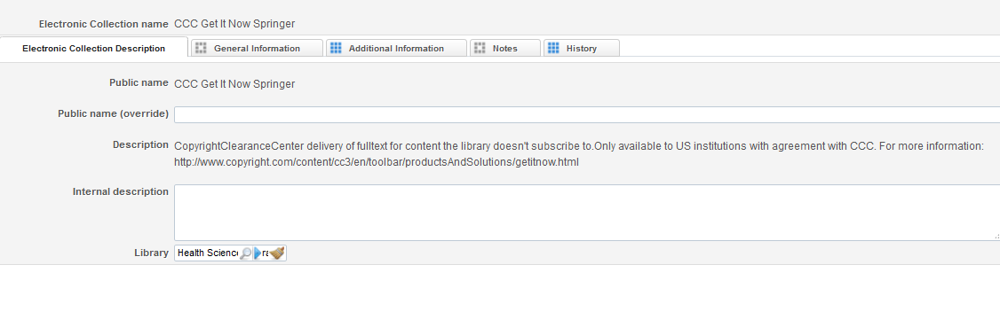 Electronic Collection name CCC Get It Now Springer
Electronic Collection Description General Information Additional Information Notes History
Public name CCC Get It Now Springer
Public name (override)
Description CopyrightClearanceCenter delivery of fulltext for content the library doesn't subscribe to.Only available to US institutions with agreement with CCC. For more information:
http://www.copyright.com/content/cc3/en/toolbar/productsAndSolutions/getitnow.html
Internal description
Library Health